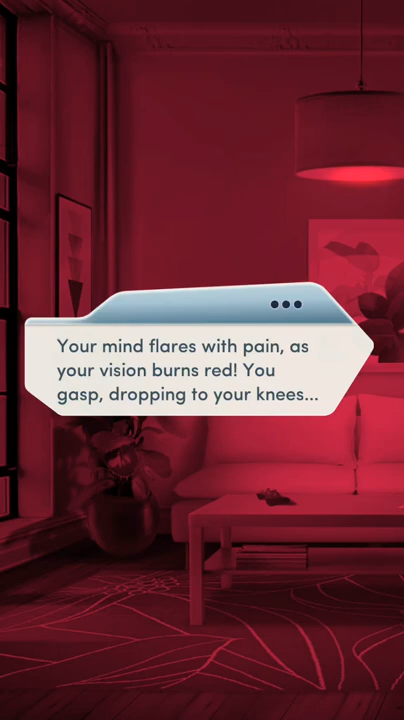 Your mind flares with pain, as
your vision burns red! You
gasp, dropping to your knees...